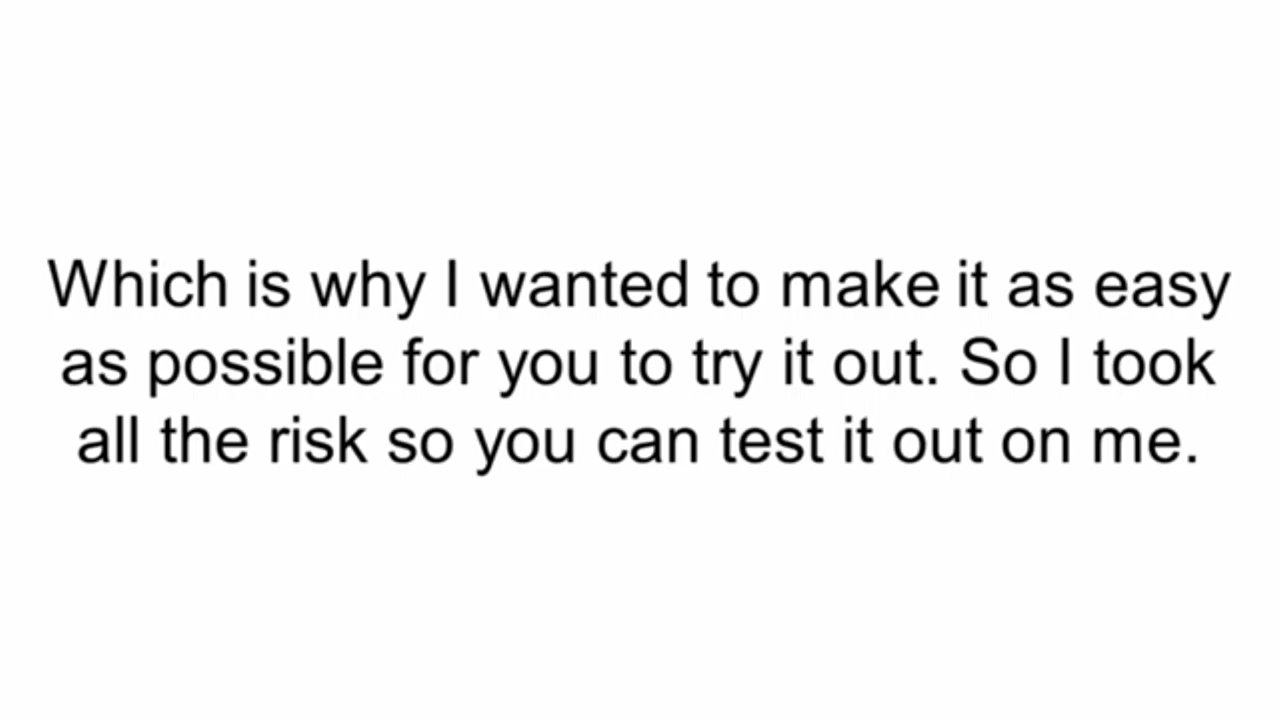 Which is why I wanted to make it as easy
as possible for you to try it out. So I took
all the risk so you can test it out on me.